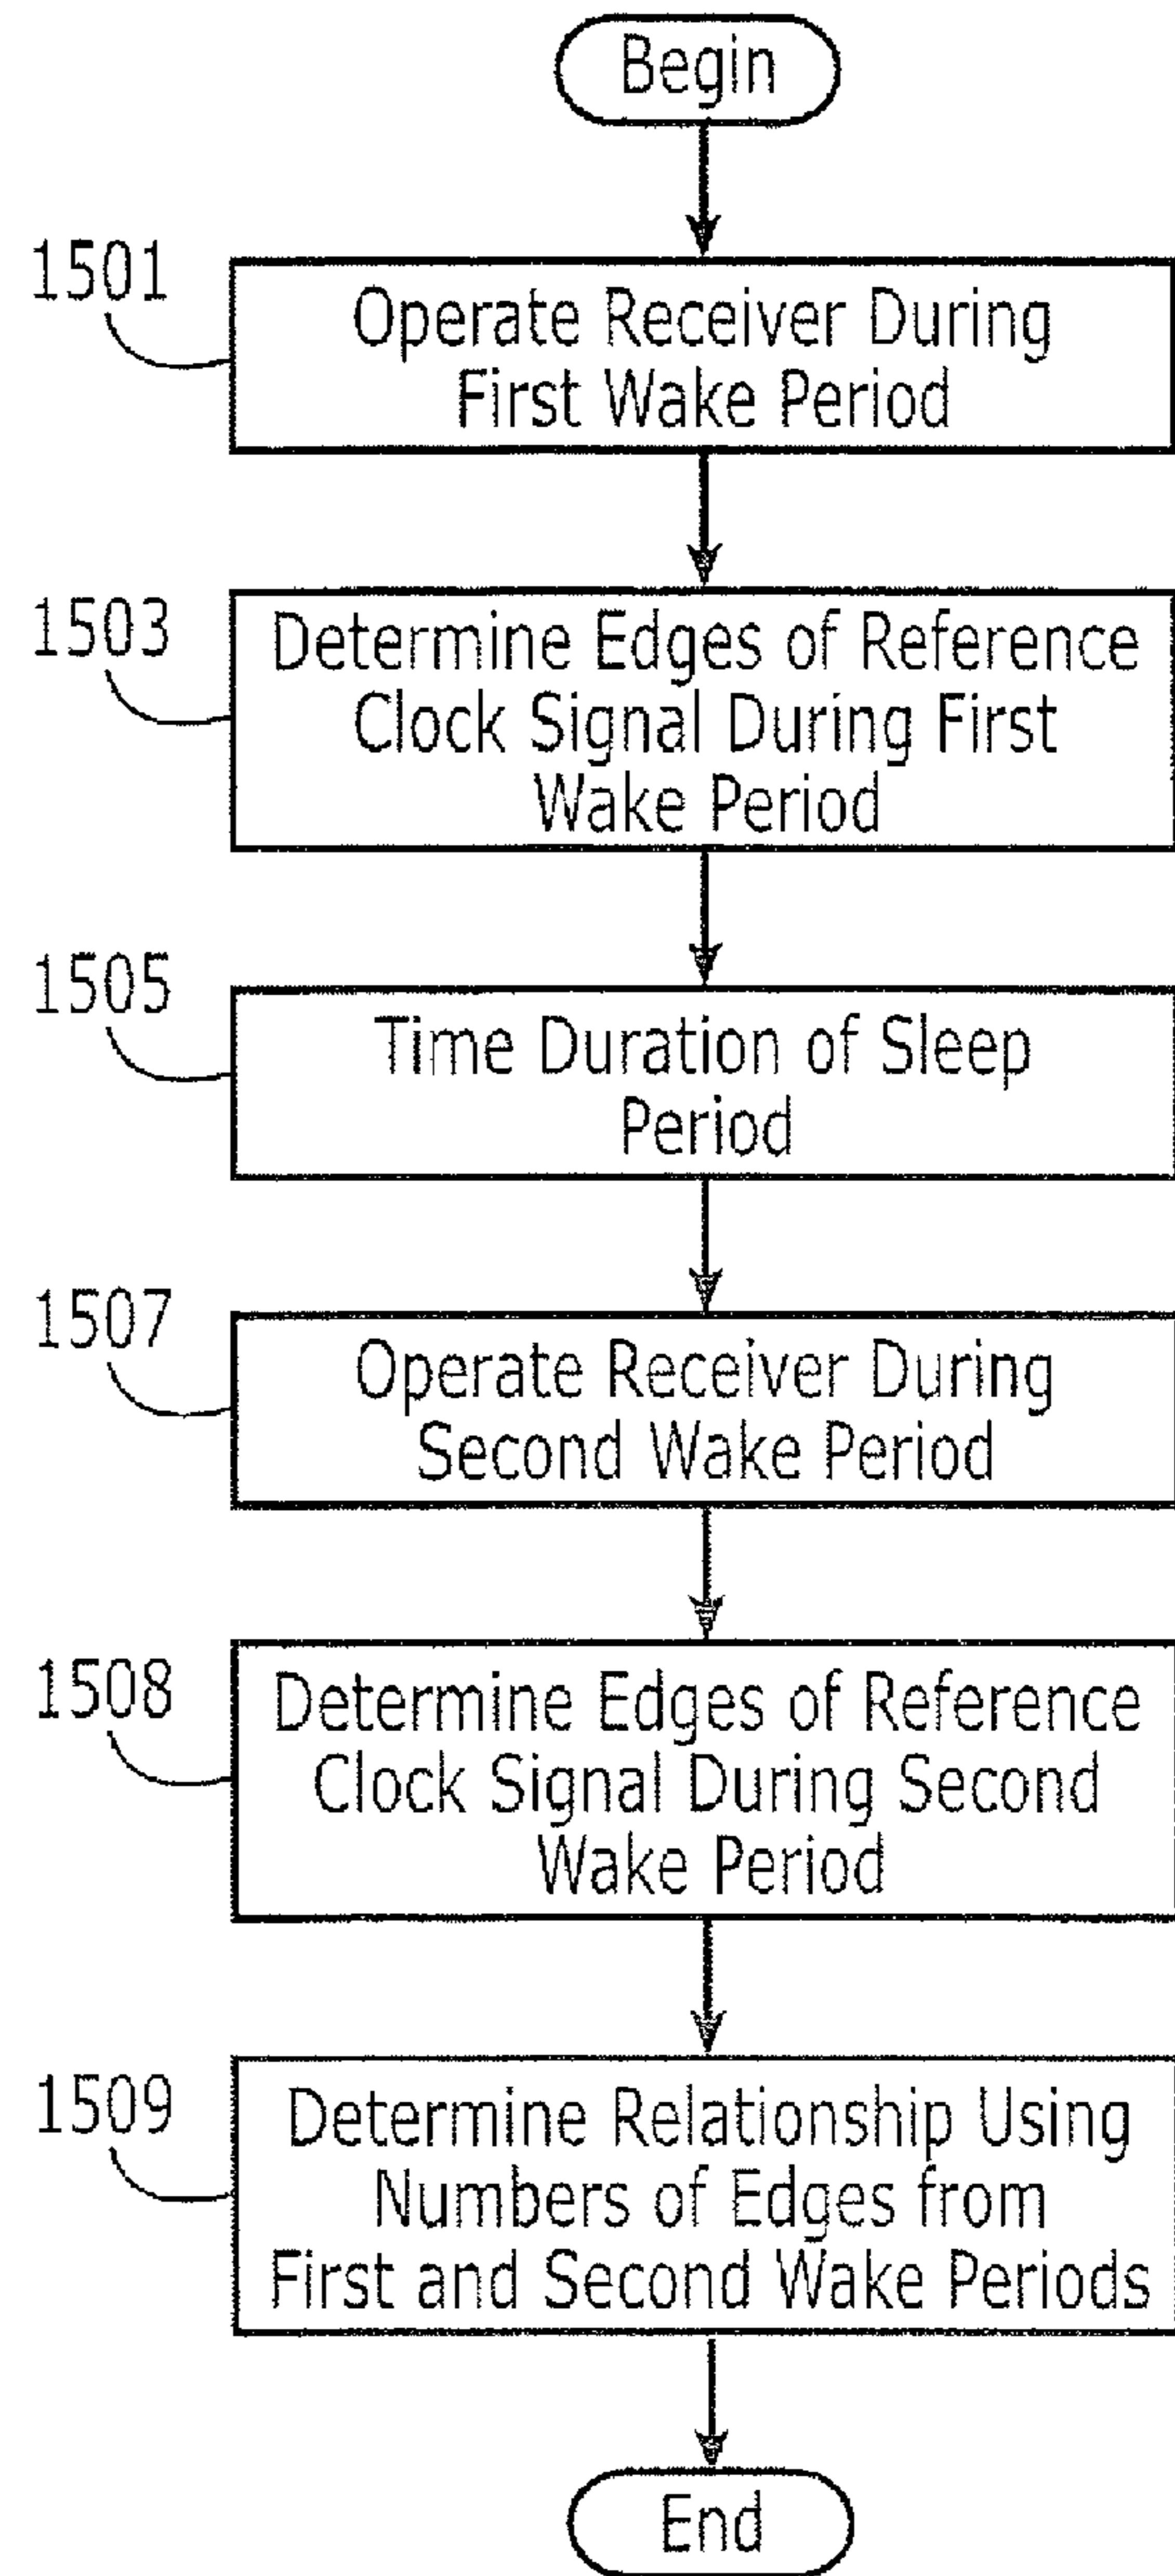 Begin
1501
Operate Receiver During
First Wake Period
1503
Determine Edges of Reference
Clock Signal During First
Wake Period
1505
Time Duration of Sleep
Period
1507
Operate Receiver During
Second Wake Period
1508
Determine Edges of Reference
Clock Signal During Second
Wake Period
1509
Determine Relationship Using
Numbers of Edges from
First and Second Wake Periods
End